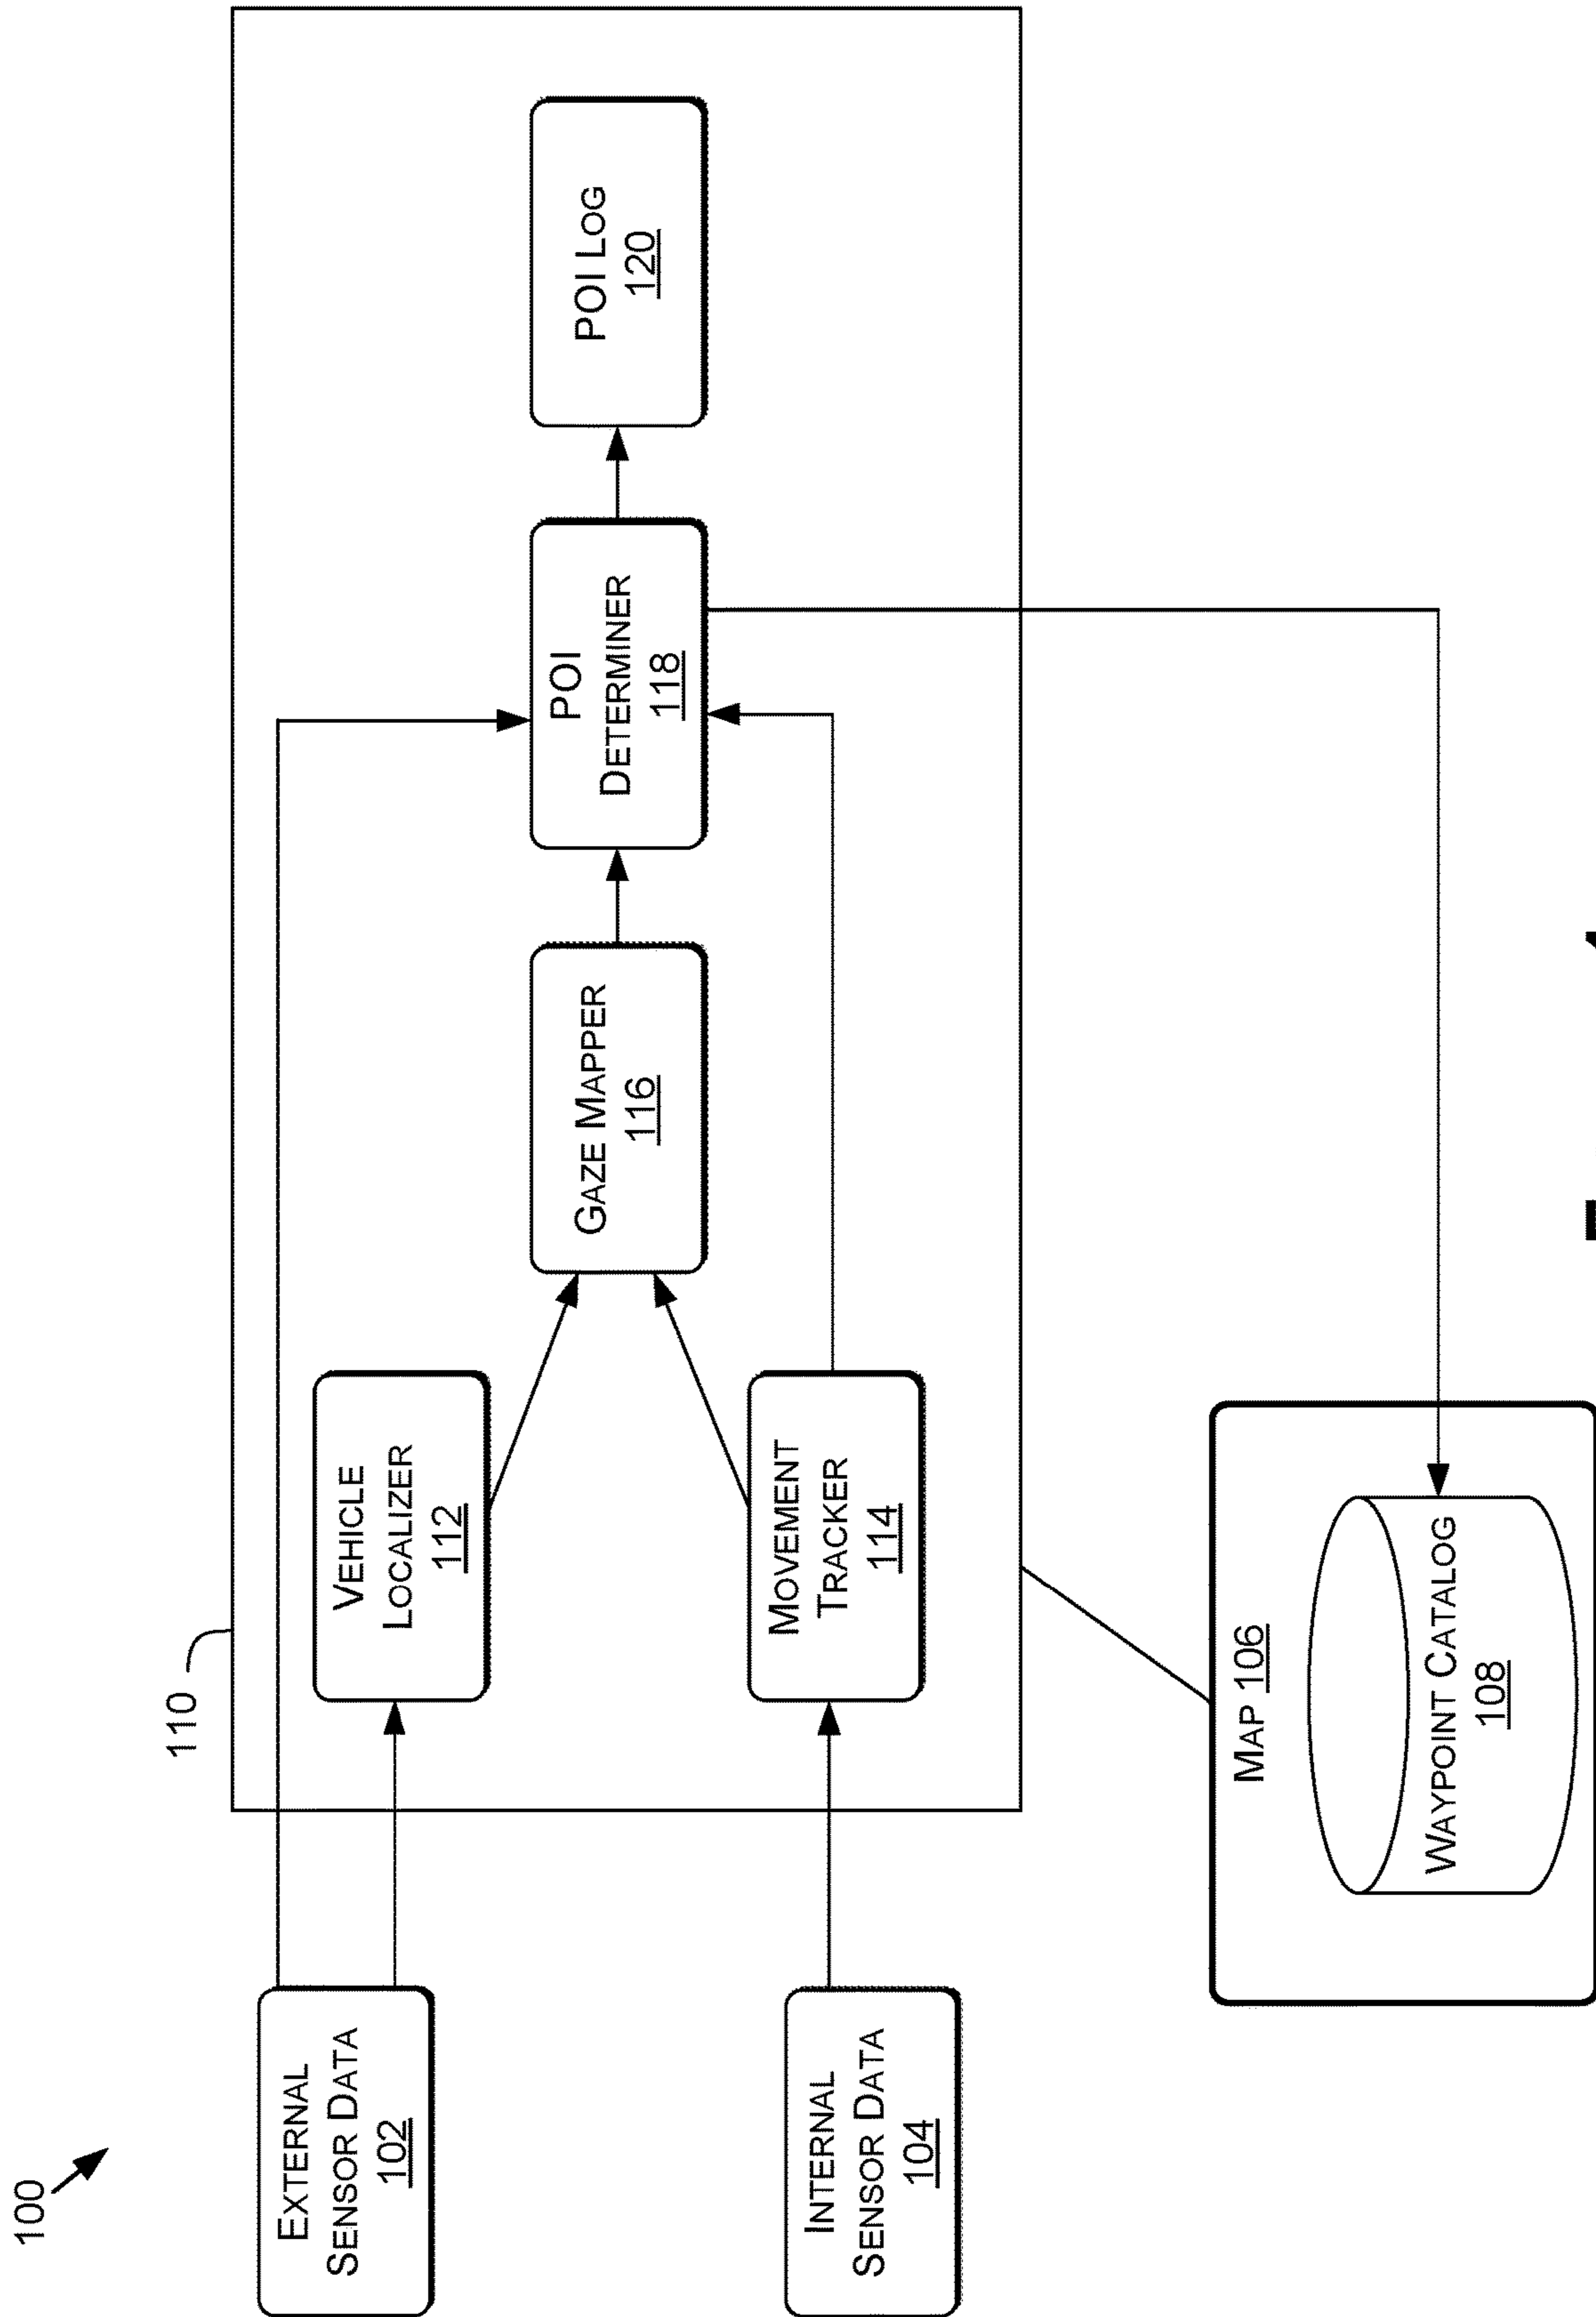 100
110
EXTERNAL
SENSOR DATA
102
VEHICLE
LOCALIZER
112
GAZE MAPPER
116
POI
DETERMINER
118
POI LOG
120
INTERNAL
SENSOR DATA
104
MOVEMENT
TRACKER
114
MAP 106
WAYPOINT CATALOG
108